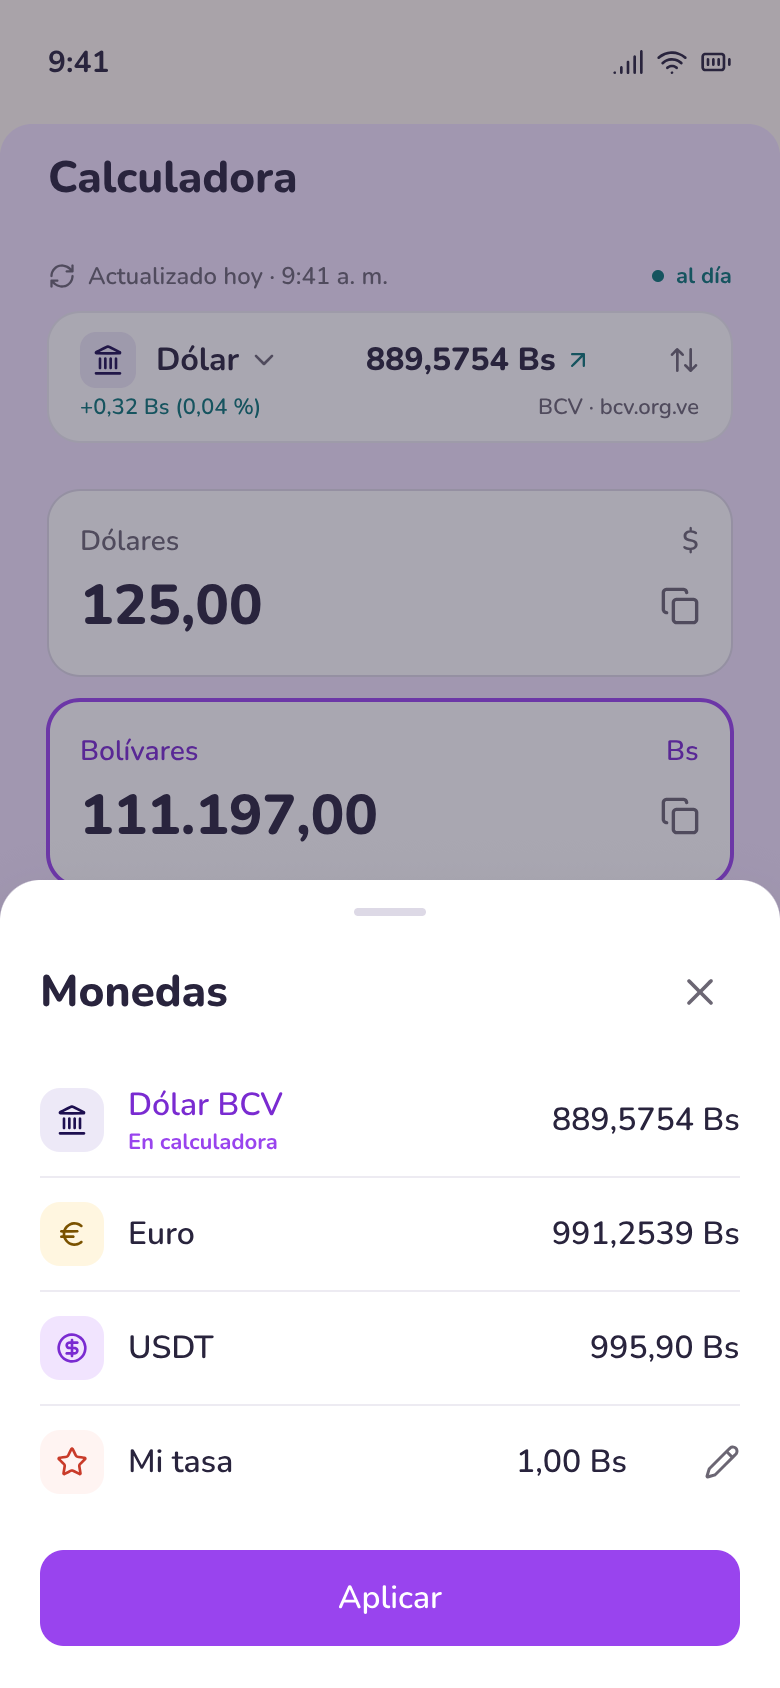 9:41
Calculadora
Actualizado hoy · 9:41 a. m.
al día
Dólar
889,5754 Bs
+0,32 Bs (0,04 %)
BCV · bcv.org.ve
Dólares
$
125,00
Bolívares
Bs
111.197,00
Monedas
Dólar BCV
889,5754 Bs
En calculadora
€
Euro
991,2539 Bs
$
USDT
995,90 Bs
Mi tasa
1,00 Bs
Aplicar